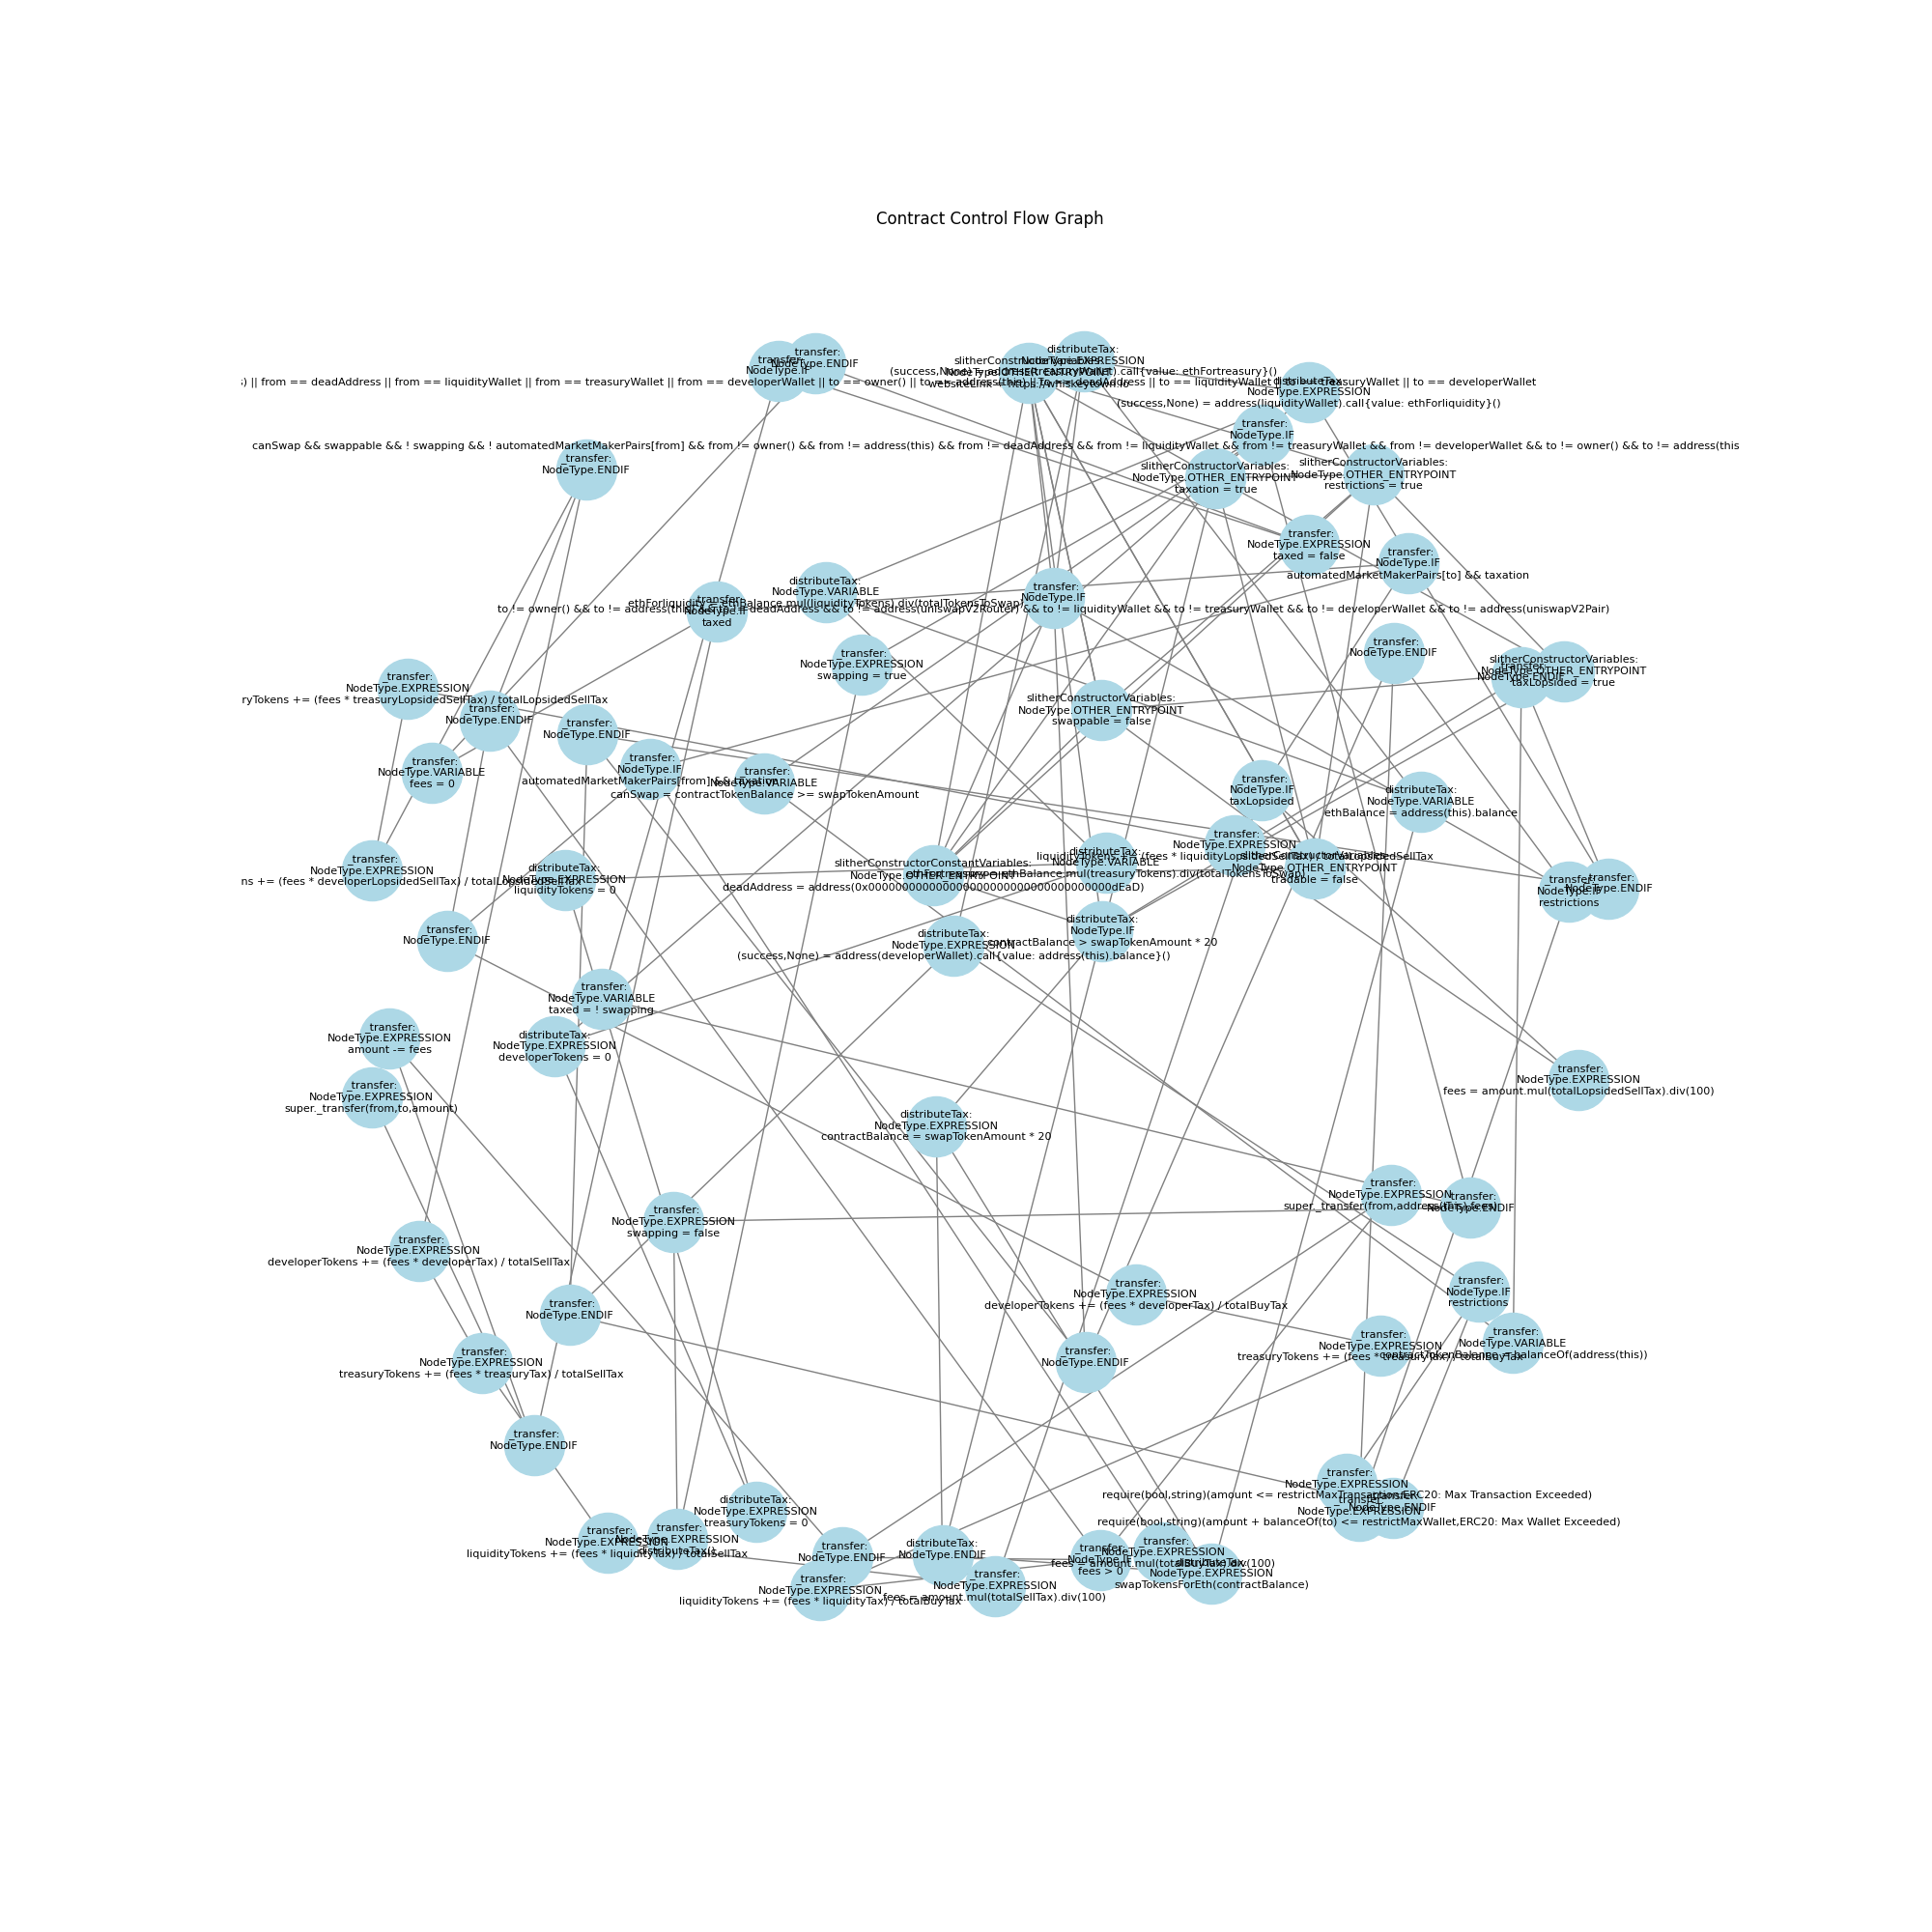 Contract Control Flow Graph
_transfer:
NodeType.IF
_transfer:
NodeType.ENDIF
) || from == deadAddress || from == liquidityWallet || from == treasuryWallet || from == developerWallet || to == owner() || to == address(this) || to == deadAddress || to == liquidityWallet || to == treasuryWallet || to == developerWallet
slitherConstructorVariables:
NodeType.OTHER_ENTRYPOINT
distributeTax:
NodeType.EXPRESSION
(success,None) = address(treasuryWallet).call{value: ethFortreasury}()
distributeTax:
NodeType.EXPRESSION
(success,None) = address(liquidityWallet).call{value: ethForliquidity}()
_transfer:
NodeType.IF
canSwap && swappable && ! swapping && ! automatedMarketMakerPairs[from] && from != owner() && from != address(this) && from != deadAddress && from != liquidityWallet && from != treasuryWallet && from != developerWallet && to != owner() && to != address(this
_transfer:
NodeType.ENDIF
slitherConstructorVariables:
NodeType.OTHER_ENTRYPOINT
taxation = true
slitherConstructorVariables:
NodeType.OTHER_ENTRYPOINT
restrictions = true
_transfer:
NodeType.EXPRESSION
taxed = false
_transfer:
NodeType.IF
automatedMarketMakerPairs[to] && taxation
distributeTax:
NodeType.VARIABLE
ethForliquidity = ethBalance.mul(liquidityTokens).div(totalTokensToSwap)
_transfer:
NodeType.IF
to != owner() && to != address(this) && to != deadAddress && to != address(uniswapV2Router) && to != liquidityWallet && to != treasuryWallet && to != developerWallet && to != address(uniswapV2Pair)
_transfer:
NodeType.IF
taxed
_transfer:
NodeType.EXPRESSION
swapping = true
_transfer:
NodeType.ENDIF
_transfer:
NodeType.ENDIF
slitherConstructorVariables:
NodeType.OTHER_ENTRYPOINT
taxLopsided = true
_transfer:
NodeType.EXPRESSION
ryTokens += (fees * treasuryLopsidedSellTax) / totalLopsidedSellTax
_transfer:
NodeType.ENDIF
slitherConstructorVariables:
NodeType.OTHER_ENTRYPOINT
swappable = false
_transfer:
NodeType.ENDIF
_transfer:
NodeType.VARIABLE
fees = 0
_transfer:
NodeType.IF
automatedMarketMakerPairs[from] && taxation
_transfer:
NodeType.VARIABLE
canSwap = contractTokenBalance >= swapTokenAmount
_transfer:
NodeType.IF
taxLopsided
distributeTax:
NodeType.VARIABLE
ethBalance = address(this).balance
_transfer:
NodeType.EXPRESSION
liquidityTokens += (fees * liquidityLopsidedSellTax) / totalLopsidedSellTax
distributeTax:
NodeType.VARIABLE
ethFortreasury = ethBalance.mul(treasuryTokens).div(totalTokensToSwap)
slitherConstructorVariables:
NodeType.OTHER_ENTRYPOINT
tradable = false
_transfer:
NodeType.EXPRESSION
ns += (fees * developerLopsidedSellTax) / totalLopsidedSellTax
distributeTax:
NodeType.EXPRESSION
liquidityTokens = 0
slitherConstructorConstantVariables:
NodeType.OTHER_ENTRYPOINT
_transfer:
NodeType.IF
restrictions
_transfer:
NodeType.ENDIF
_transfer:
NodeType.ENDIF
distributeTax:
NodeType.EXPRESSION
(success,None) = address(developerWallet).call{value: address(this).balance}()
distributeTax:
NodeType.IF
contractBalance > swapTokenAmount * 20
_transfer:
NodeType.VARIABLE
taxed = ! swapping
distributeTax:
NodeType.EXPRESSION
developerTokens = 0
_transfer:
NodeType.EXPRESSION
amount -= fees
_transfer:
NodeType.EXPRESSION
super._transfer(from,to,amount)
_transfer:
NodeType.EXPRESSION
fees = amount.mul(totalLopsidedSellTax).div(100)
distributeTax:
NodeType.EXPRESSION
contractBalance = swapTokenAmount * 20
_transfer:
NodeType.EXPRESSION
super._transfer(from,address(this),fees)
_transfer:
NodeType.ENDIF
_transfer:
NodeType.EXPRESSION
swapping = false
_transfer:
NodeType.EXPRESSION
developerTokens += (fees * developerTax) / totalSellTax
_transfer:
NodeType.EXPRESSION
developerTokens += (fees * developerTax) / totalBuyTax
_transfer:
NodeType.IF
restrictions
_transfer:
NodeType.ENDIF
_transfer:
NodeType.EXPRESSION
treasuryTokens += (fees * treasuryTax) / totalBuyTax
_transfer:
NodeType.VARIABLE
contractTokenBalance = balanceOf(address(this))
_transfer:
NodeType.EXPRESSION
treasuryTokens += (fees * treasuryTax) / totalSellTax
_transfer:
NodeType.ENDIF
_transfer:
NodeType.ENDIF
_transfer:
NodeType.EXPRESSION
require(bool,string)(amount <= restrictMaxTransaction,ERC20: Max Transaction Exceeded)
_transfer:
NodeType.ENDIF
_transfer:
NodeType.EXPRESSION
require(bool,string)(amount + balanceOf(to) <= restrictMaxWallet,ERC20: Max Wallet Exceeded)
distributeTax:
NodeType.EXPRESSION
treasuryTokens = 0
_transfer:
NodeType.EXPRESSION
liquidityTokens += (fees * liquidityTax) / totalSellTax
_transfer:
NodeType.EXPRESSION
distributeTax()
_transfer:
NodeType.ENDIF
distributeTax:
NodeType.ENDIF
_transfer:
NodeType.IF
fees > 0
_transfer:
NodeType.EXPRESSION
fees = amount.mul(totalBuyTax).div(100)
distributeTax:
NodeType.EXPRESSION
swapTokensForEth(contractBalance)
_transfer:
NodeType.EXPRESSION
liquidityTokens += (fees * liquidityTax) / totalBuyTax
_transfer:
NodeType.EXPRESSION
fees = amount.mul(totalSellTax).div(100)